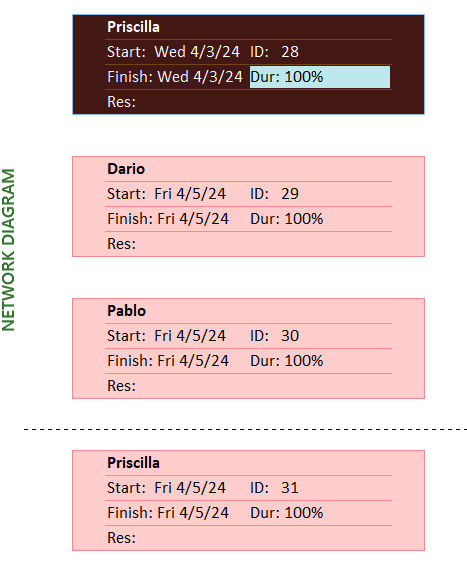 NETWORK DIAGRAM
Priscilla
Start: Wed 4/3/24 ID: 28
Finish: Wed 4/3/24 Dur: 100%
Res:
Dario
Start: Fri 4/5/24 ID: 29
Finish: Fri 4/5/24 Dur: 100%
Res:
Pablo
Start: Fri 4/5/24 ID: 30
Finish: Fri 4/5/24 Dur: 100%
Res:
Priscilla
Start: Fri 4/5/24 ID: 31
Finish: Fri 4/5/24 Dur: 100%
Res: